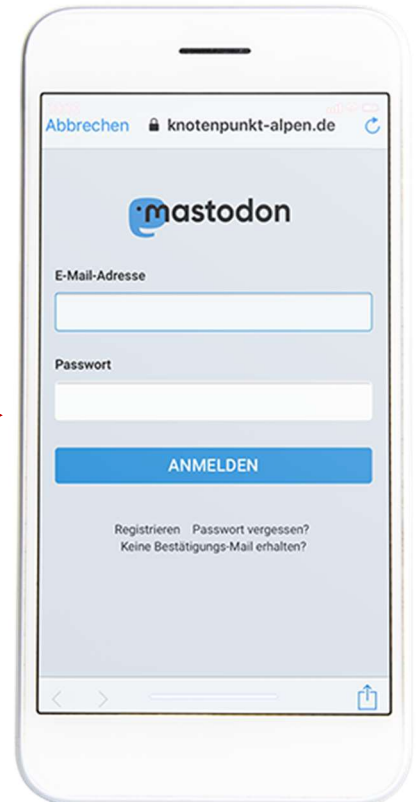 Abbrechen knotenpunkt-alpen.de
mastodon
E-Mail-Adresse
Passwort
ANMELDEN
Registrieren Passwort vergessen?
Keine Bestätigungs-Mail erhalten?